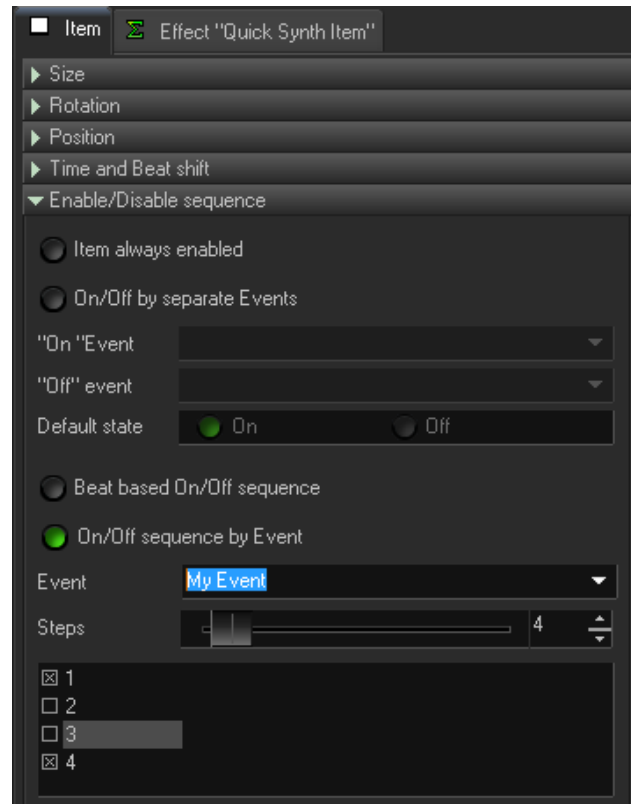 Item Effect "Quick Synth Item"
Size
Rotation
Position
Time and Beat shift
Enable/Disable sequence
Item always enabled
On/Off by separate Events
"On "Event
"Off" event
Default state On Off
Beat based On/Off sequence
On/Off sequence by Event
Event My Event
Steps 4
1
2
3
4